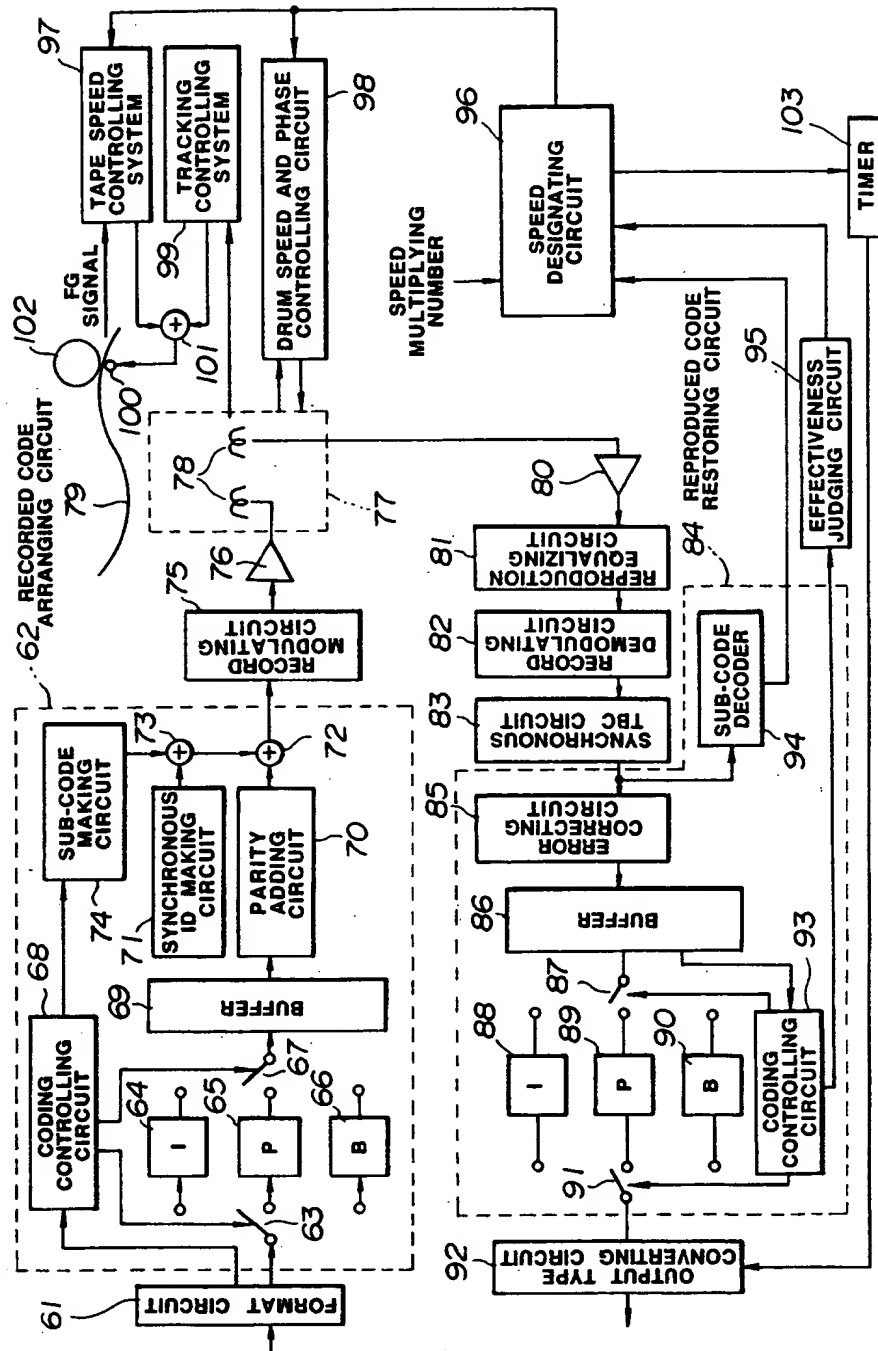 62 RECORDED CODE
ARRANGING CIRCUIT
61
FORMAT CIRCUIT
68
CODING
CONTROLLING
CIRCUIT
63
64
I
65
P
66
B
67
69
BUFFER
SUB-CODE
MAKING
CIRCUIT
74
73
SYNCHRONOUS
ID MAKING
CIRCUIT
71
72
PARITY
ADDING
CIRCUIT
70
75
RECORD
MODULATING
CIRCUIT
76
77
78
79
102
100
101
FG
SIGNAL
97
TAPE SPEED
CONTROLLING
SYSTEM
TRACKING
CONTROLLING
SYSTEM
99
DRUM SPEED AND PHASE
CONTROLLING CIRCUIT
98
SPEED
MULTIPLYING
NUMBER
96
SPEED
DESIGNATING
CIRCUIT
103
TIMER
80
81
REPRODUCTION
EQUALIZING
CIRCUIT
82
RECORD
DEMODULATING
CIRCUIT
83
SYNCHRONOUS
TBC CIRCUIT
84
REPRODUCED CODE
RESTORING CIRCUIT
95
EFFECTIVENESS
JUDGING CIRCUIT
SUB-CODE
DECODER
94
85
ERROR
CORRECTING
CIRCUIT
86
BUFFER
87
88
I
89
P
90
B
93
CODING
CONTROLLING
CIRCUIT
91
92
OUTPUT TYPE
CONVERTING CIRCUIT